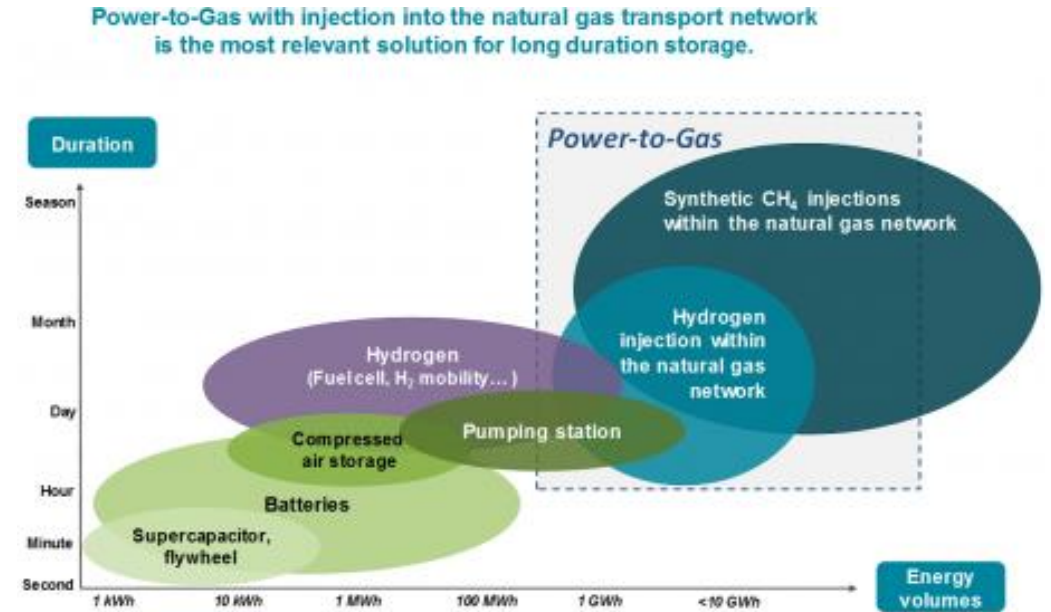 Power-to-Gas with injection into the natural gas transport network
is the most relevant solution for long duration storage.
Duration
Power-to-Gas
Season
Synthetic CH₄ injections
within the natural gas network
Month
Hydrogen
injection within
the natural gas
network
Hydrogen
(Fuel cell, H₂ mobility… )
Day
Pumping station
Compressed
air storage
Hour
Batteries
Minute
Supercapacitor,
flywheel
Second
1 kWh 10 kWh 1 MWh 100 MWh 1 GWh <10 GWh
Energy
volumes